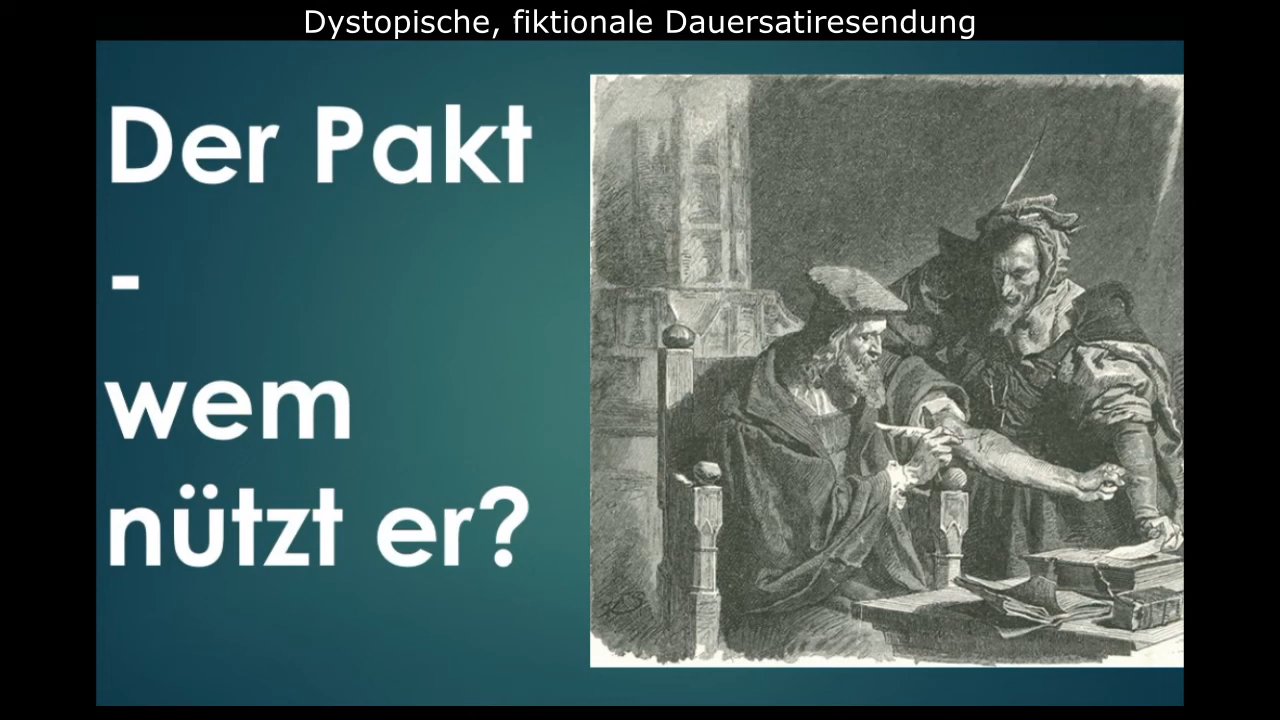 Dystopische, fiktionale Dauersatiresendung
Der Pakt
-
wem
nützt er?